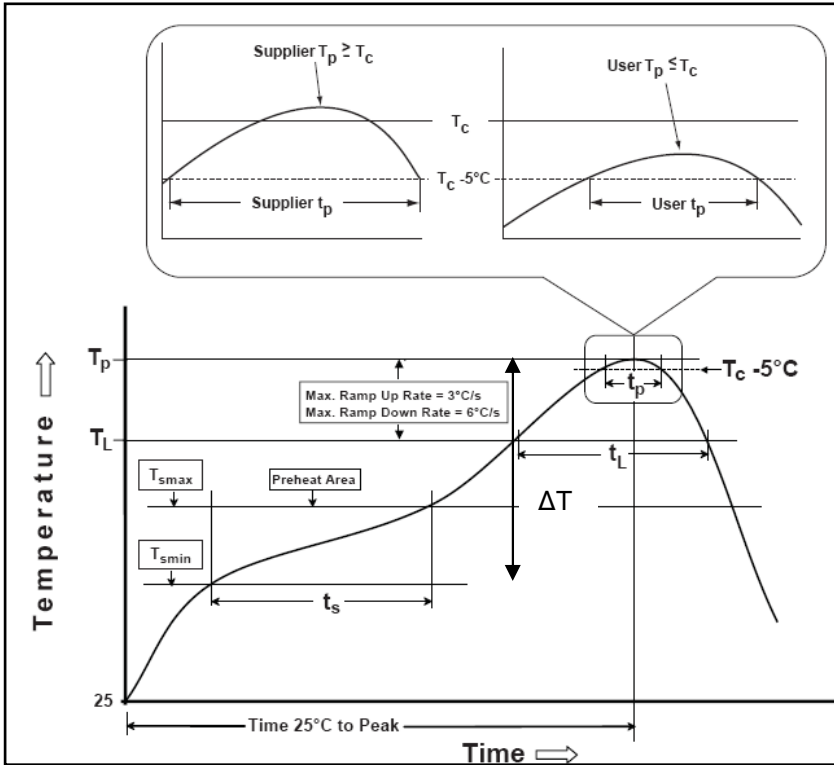 Supplier Tp ≥ Tc
User Tp ≤ Tc
Tc
Tc -5°C
Supplier tp
User tp
Tp
Tc -5°C
tp
Max. Ramp Up Rate = 3°C/s
Max. Ramp Down Rate = 6°C/s
TL
tL
Tsmax
Preheat Area
ΔT
Tsmin
ts
Temperature
25
Time 25°C to Peak
Time